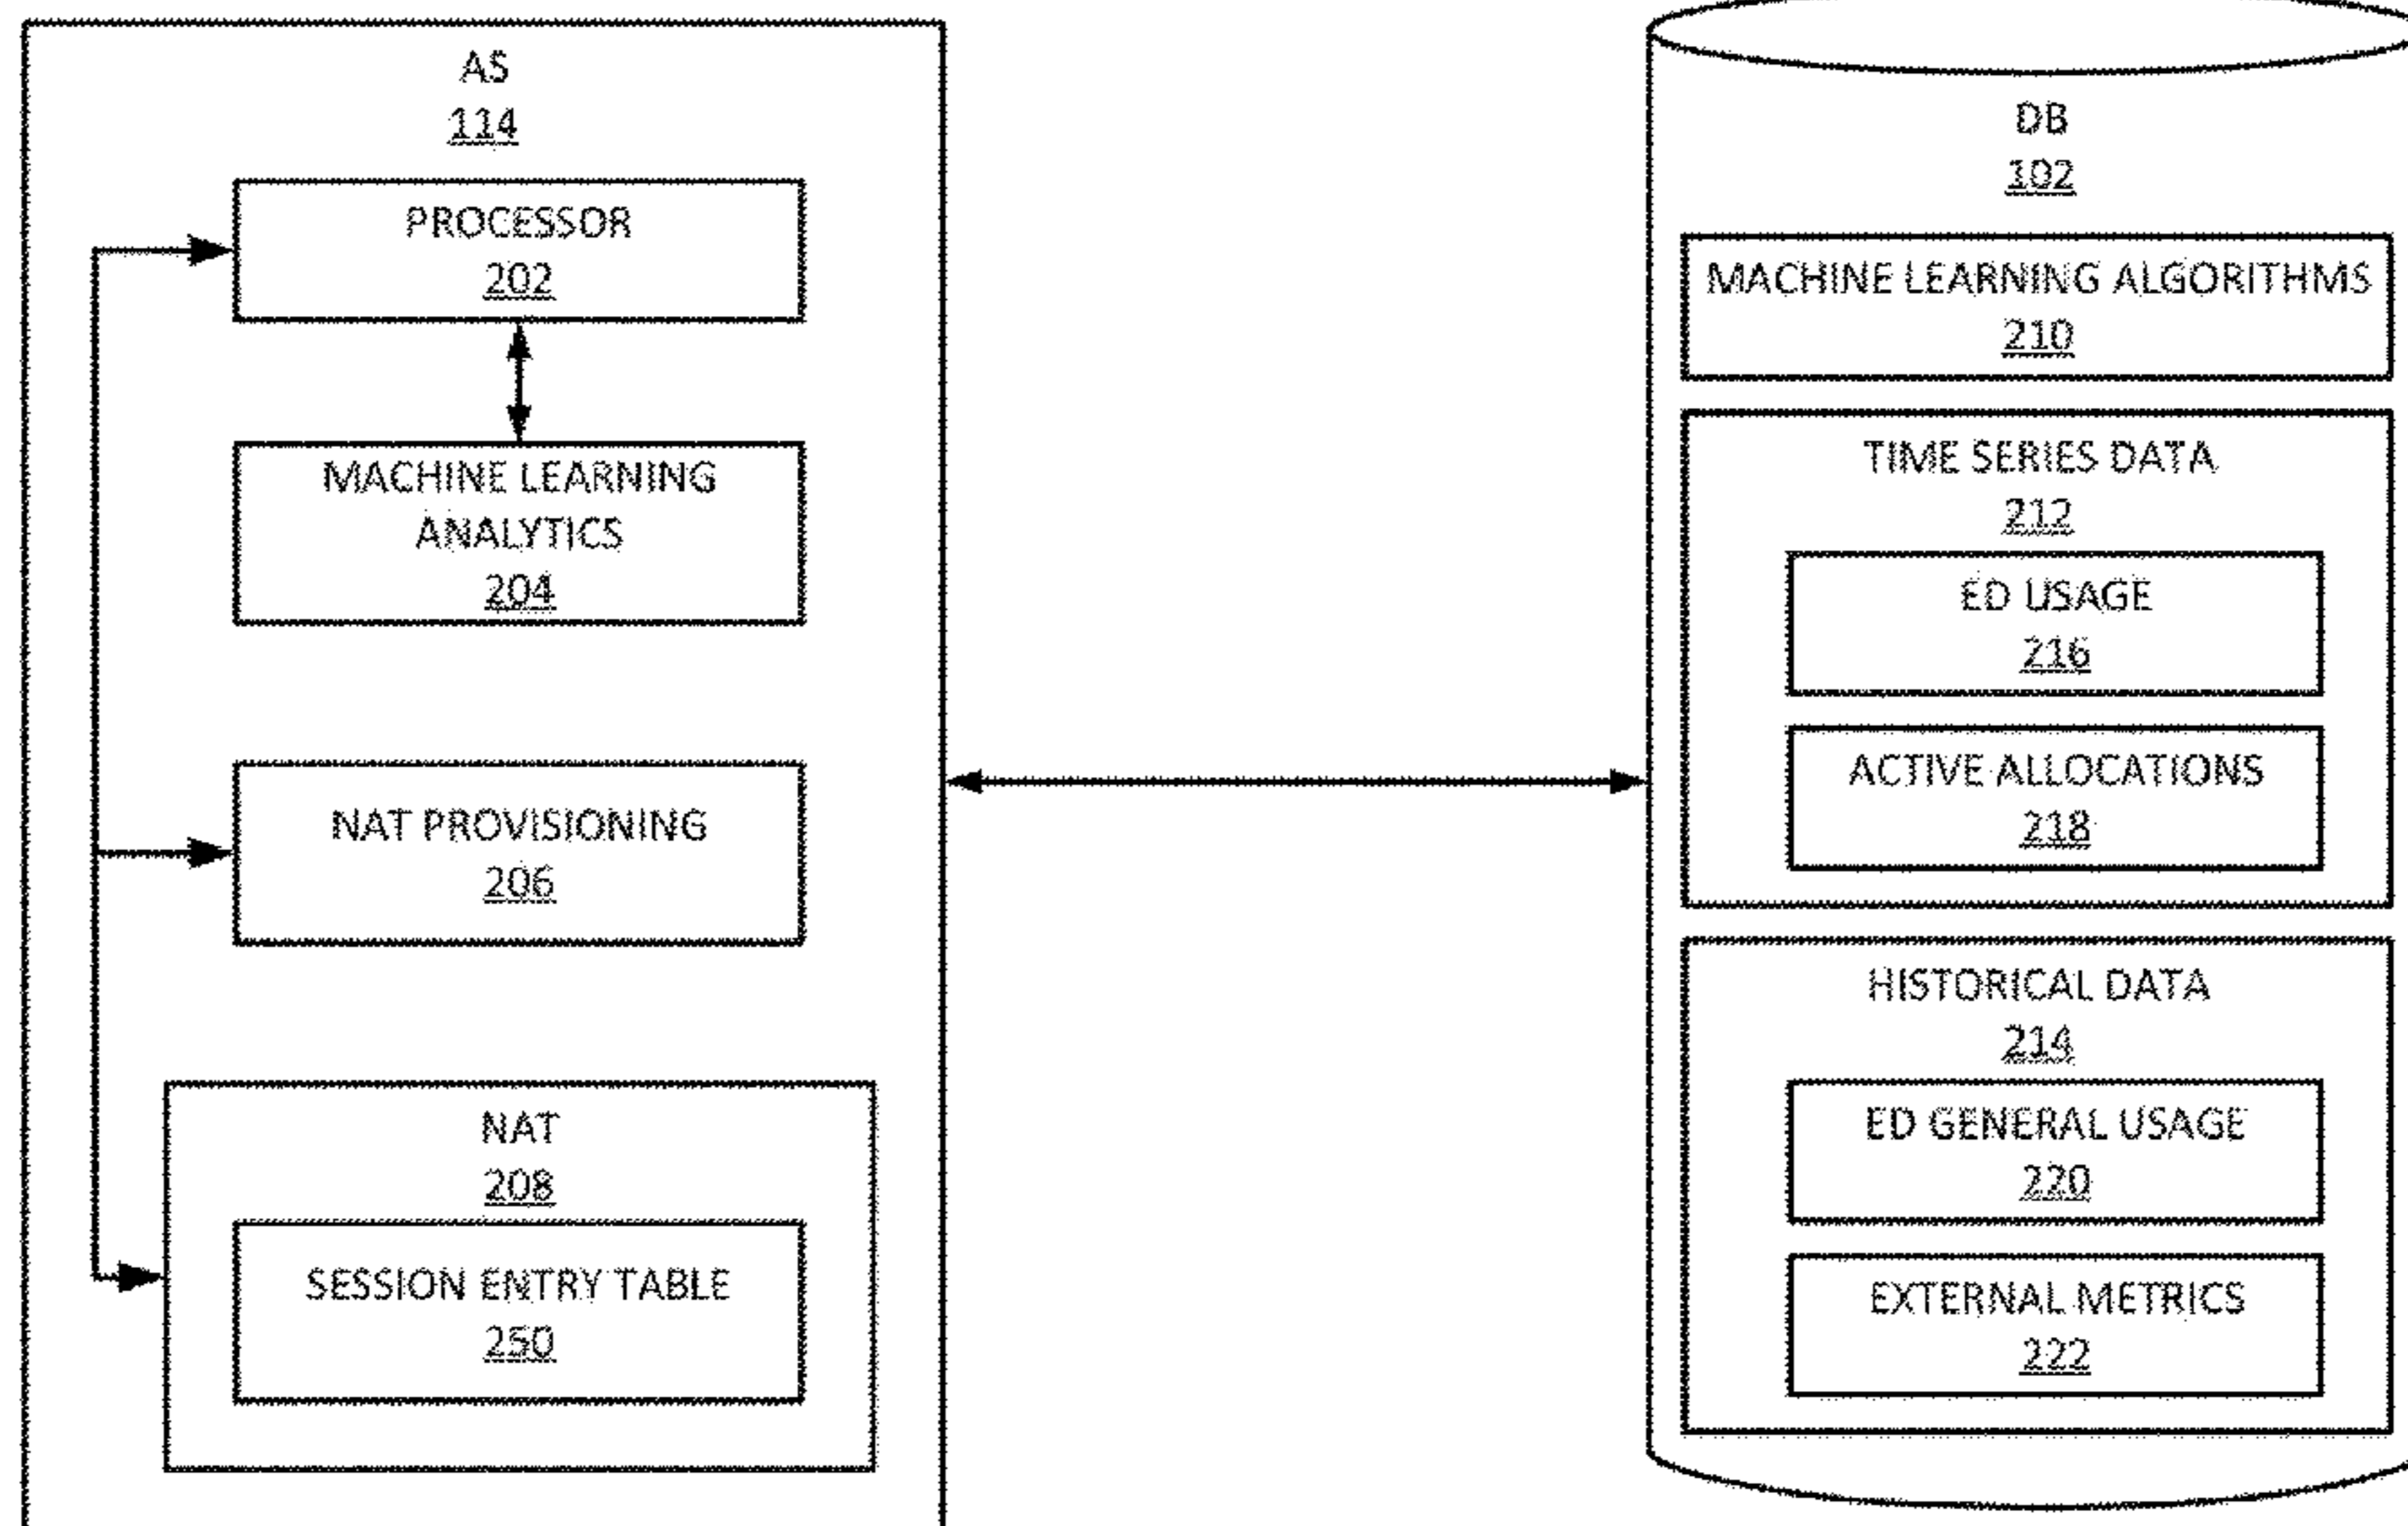 AS
114
PROCESSOR
202
MACHINE LEARNING
ANALYTICS
204
NAT PROVISIONING
206
NAT
208
SESSION ENTRY TABLE
250
DB
102
MACHINE LEARNING ALGORITHMS
210
TIME SERIES DATA
212
ED USAGE
216
ACTIVE ALLOCATIONS
218
HISTORICAL DATA
214
ED GENERAL USAGE
220
EXTERNAL METRICS
222